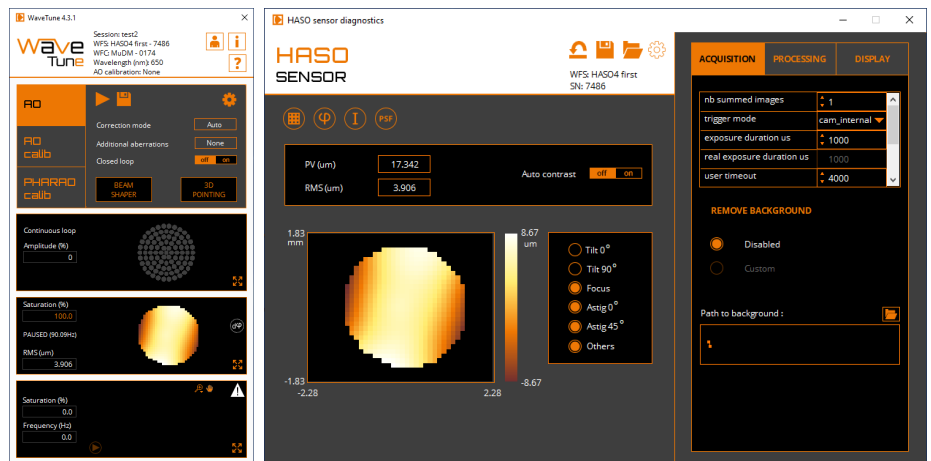 WaveTune 4.3.1
Wave
Tune
Session: test2
WFS: HASO4 first - 7486
WFC: MuDM - 0174
Wavelength (nm): 650
AO calibration: None
i
?
AO
AO
calib
PHARAO
calib
Correction mode
Auto
Additional aberrations
None
Closed loop
off on
BEAM
SHAPER
3D
POINTING
Continuous loop
Amplitude (%)
0
Saturation (%)
100.0
PAUSED (90.09Hz)
RMS (um)
3.906
Saturation (%)
0.0
Frequency (Hz)
0.0
HASO sensor diagnostics
HASO
SENSOR
WFS: HASO4 first
SN: 7486
φ
I
PSF
PV (um)
17.342
RMS (um)
3.906
Auto contrast
off on
1.83
mm
-1.83
-2.28
2.28
8.67
um
-8.67
Tilt 0°
Tilt 90°
Focus
Astig 0°
Astig 45°
Others
ACQUISITION
PROCESSING
DISPLAY
nb summed images
1
trigger mode
cam_internal
exposure duration us
1000
real exposure duration us
1000
user timeout
4000
REMOVE BACKGROUND
Disabled
Custom
Path to background :